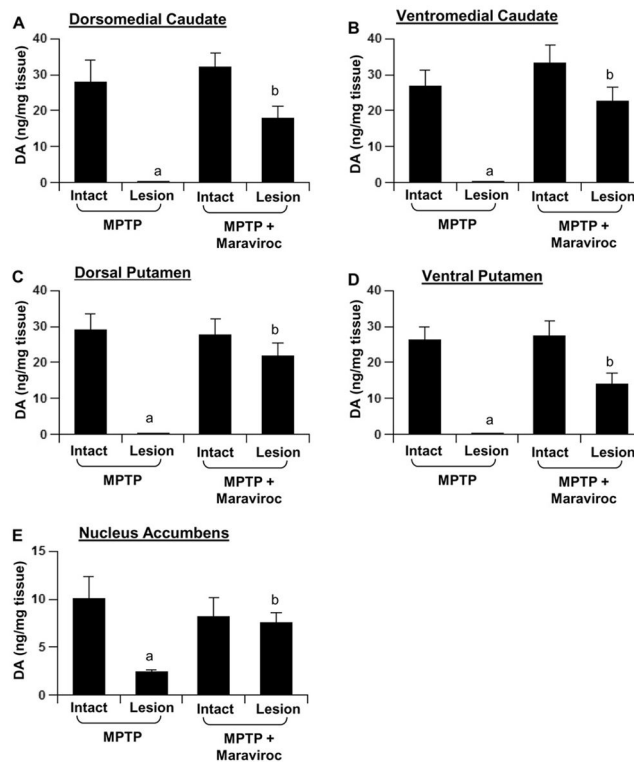 A Dorsomedial Caudate
DA (ng/mg tissue)
40
30
20
10
0
a
b
Intact Lesion Intact Lesion
MPTP MPTP +
Maraviroc
B Ventromedial Caudate
DA (ng/mg tissue)
40
30
20
10
0
a
b
Intact Lesion Intact Lesion
MPTP MPTP +
Maraviroc
C Dorsal Putamen
DA (ng/mg tissue)
40
30
20
10
0
a
b
Intact Lesion Intact Lesion
MPTP MPTP +
Maraviroc
D Ventral Putamen
DA (ng/mg tissue)
40
30
20
10
0
a
b
Intact Lesion Intact Lesion
MPTP MPTP +
Maraviroc
E Nucleus Accumbens
DA (ng/mg tissue)
15
10
5
0
a
b
Intact Lesion Intact Lesion
MPTP MPTP +
Maraviroc